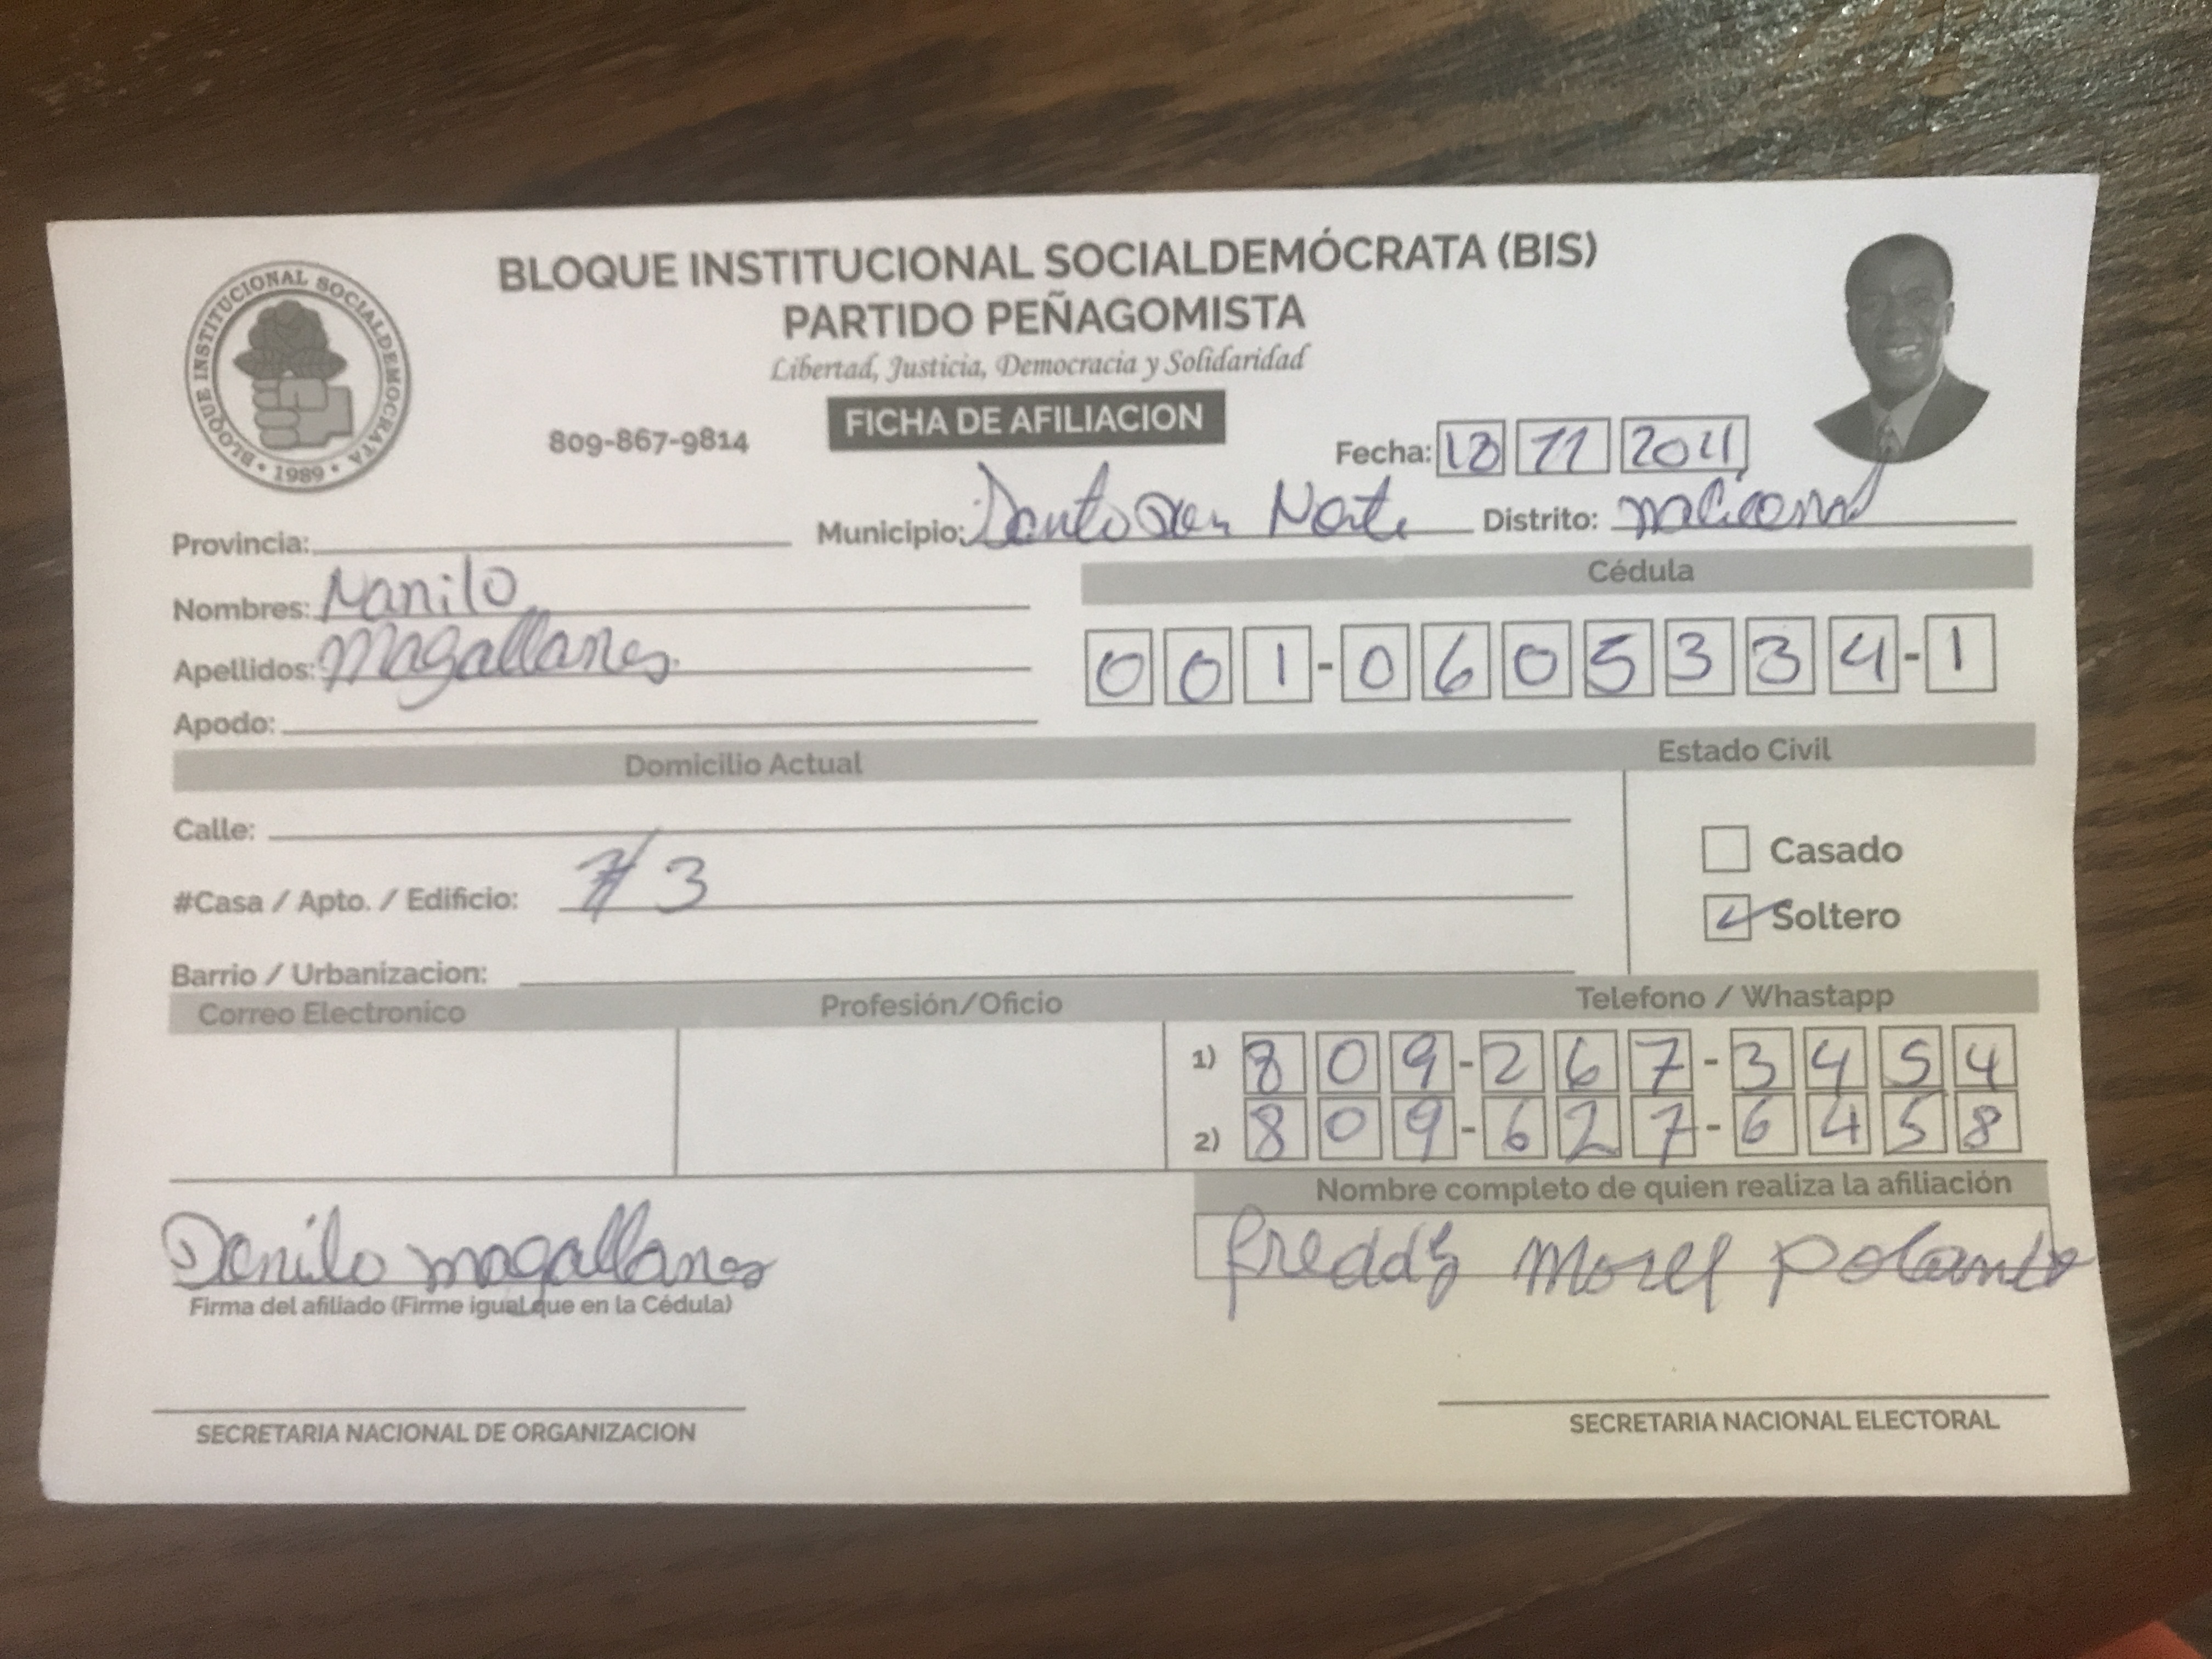 BLOQUE INSTITUCIONAL SOCIALDEMÓCRATA (BIS)
PARTIDO PEÑAGOMISTA
Libertad, Justicia, Democracia y Solidaridad
BLOQUE INSTITUCIONAL SOCIALDEMOCRATA • 1989 •
809-867-9814
FICHA DE AFILIACION
Fecha: 11 
Provincia: Municipio: Norte Distrito:
Nombres: Nanilo
Apellidos: Magallanes
Apodo:
Cédula
001-0605334-1
Domicilio Actual
Estado Civil
Calle:
#Casa / Apto. / Edificio: #3
Barrio / Urbanizacion:
Casado
Soltero
Correo Electronico
Profesión/Oficio
Telefono / Whastapp
1) 809-267-3454
2) 809-627-6458
Danilo magallanes
Firma del afiliado (Firme igual que en la Cédula)
Nombre completo de quien realiza la afiliación
freddy Morel
SECRETARIA NACIONAL DE ORGANIZACION
SECRETARIA NACIONAL ELECTORAL